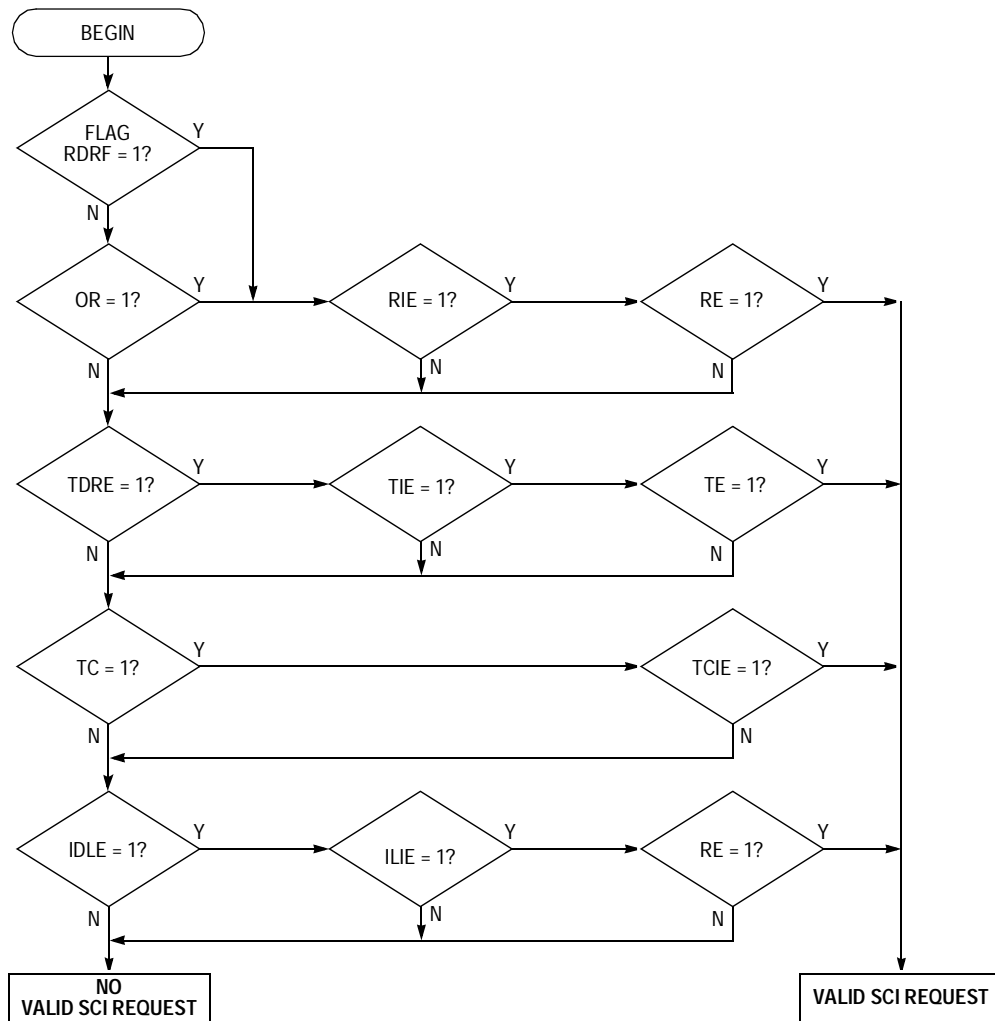 BEGIN
FLAG
RDRF = 1?
Y
N
OR = 1?
Y
N
RIE = 1?
Y
N
RE = 1?
Y
N
TDRE = 1?
Y
N
TIE = 1?
Y
N
TE = 1?
Y
N
TC = 1?
Y
N
TCIE = 1?
Y
N
IDLE = 1?
Y
N
ILIE = 1?
Y
N
RE = 1?
Y
N
NO
VALID SCI REQUEST
VALID SCI REQUEST